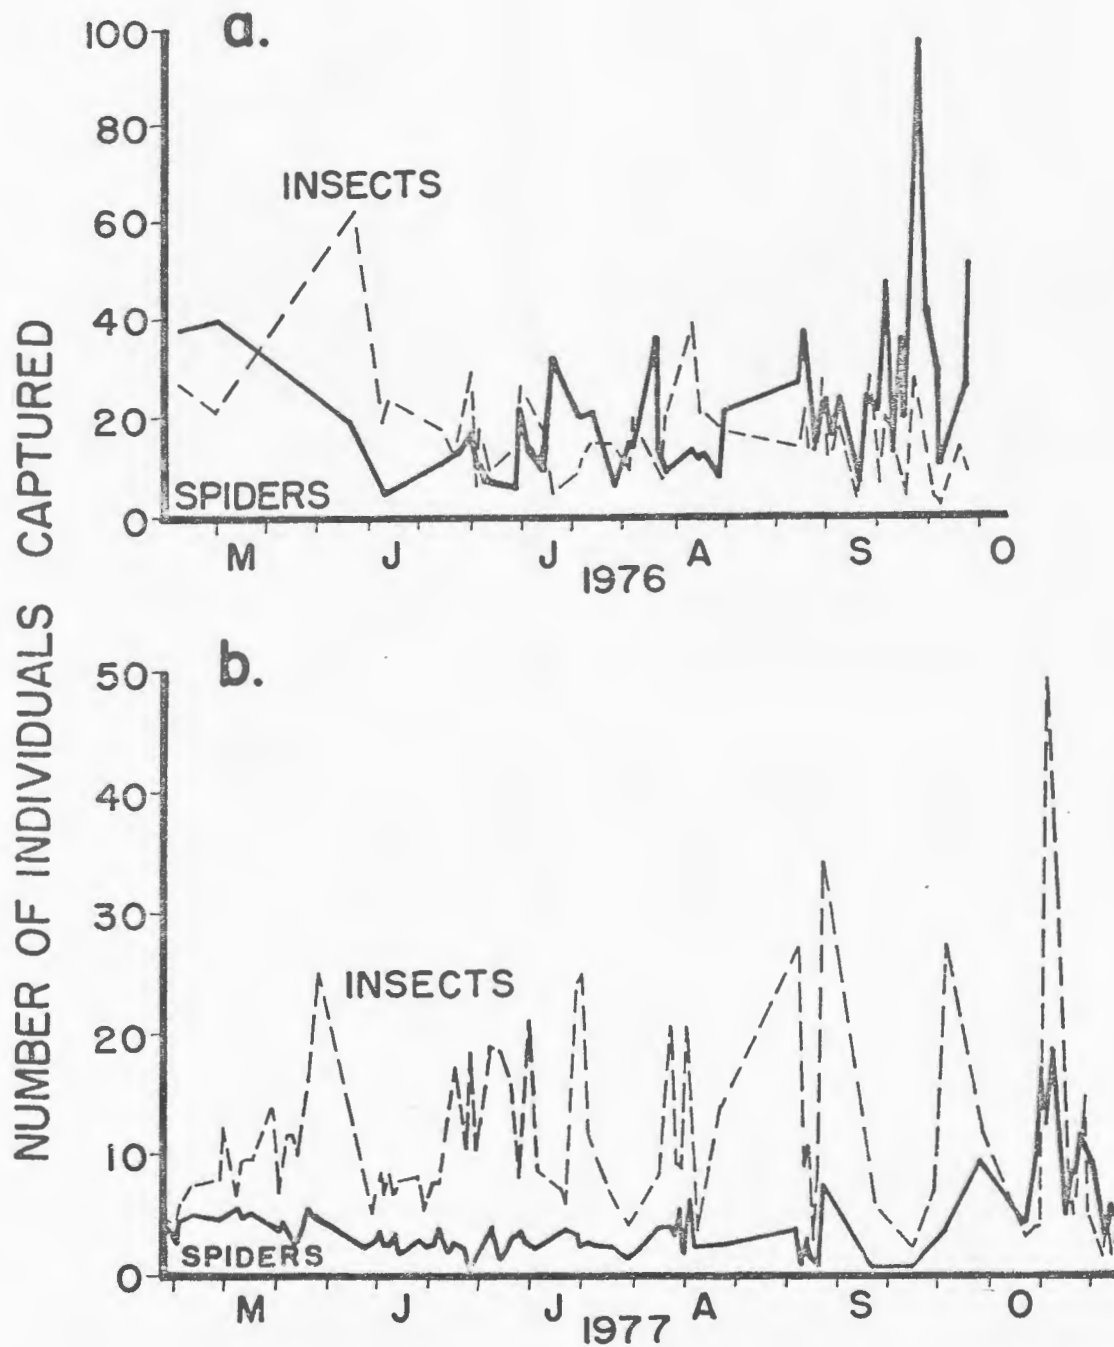 NUMBER OF INDIVIDUALS CAPTURED
a.
100
80
60
40
20
0
INSECTS
SPIDERS
M J J A S O
1976
b.
50
40
30
20
10
0
INSECTS
SPIDERS
M J J A S O
1977